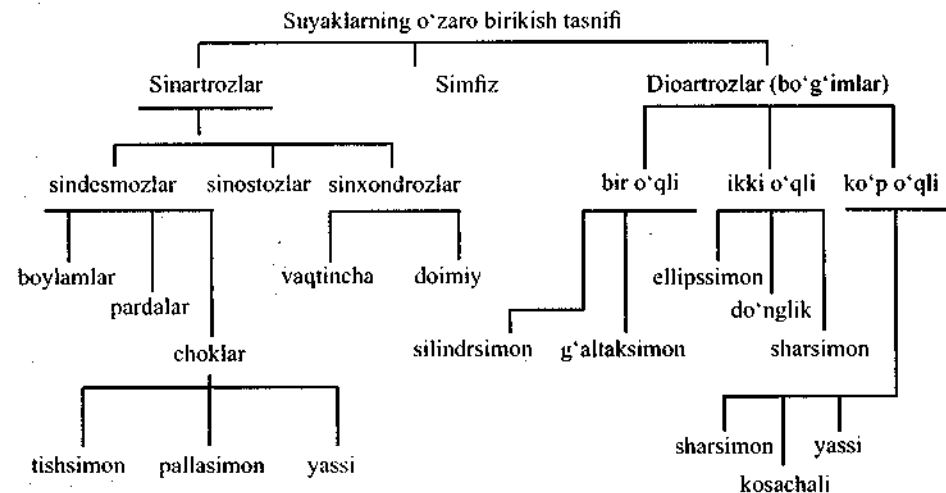 Suyaklarning o‘zaro birikish tasnifi
Sinartrozlar Simfiz Dioartrozlar (bo‘g‘imlar)
sindesmozlar sinostozlar sinxondrozlar bir o‘qli ikki o‘qli ko‘p o‘qli
boylamlar vaqtincha doimiy ellipssimon
pardalar do‘nglik
choklar silindrsimon g‘altaksimon sharsimon
tishsimon pallasimon yassi sharsimon yassi
kosachali